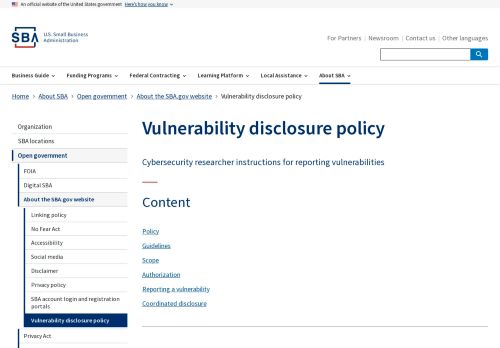 An official website of the United States government Here's how you know
SBA U.S. Small Business
Administration
For Partners | Newsroom | Contact us | Other languages
Business Guide Funding Programs Federal Contracting Learning Platform Local Assistance About SBA
Home › About SBA › Open government › About the SBA.gov website › Vulnerability disclosure policy
Organization
SBA locations
Open government
FOIA
Digital SBA
About the SBA.gov website
Linking policy
No Fear Act
Accessibility
Social media
Disclaimer
Privacy policy
SBA account login and registration
portals
Vulnerability disclosure policy
Privacy Act
Vulnerability disclosure policy
Cybersecurity researcher instructions for reporting vulnerabilities
Content
Policy
Guidelines
Scope
Authorization
Reporting a vulnerability
Coordinated disclosure